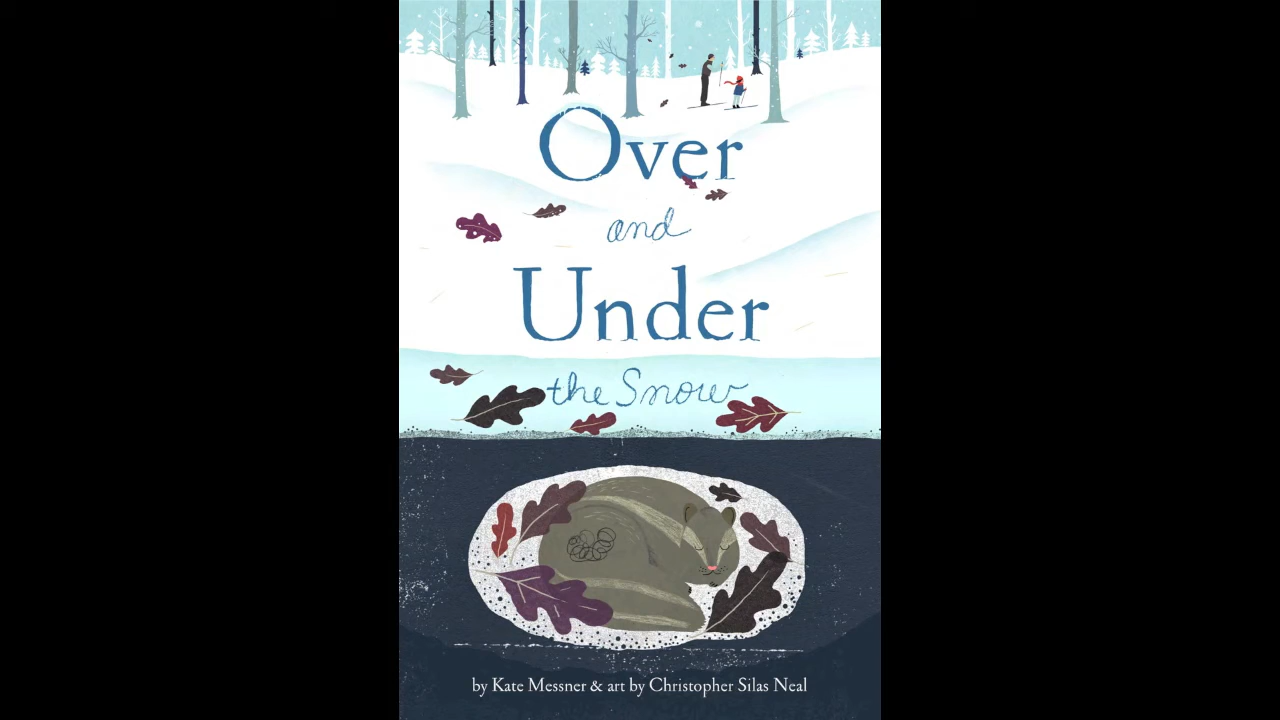 Over
and
Under
the Snow
by Kate Messner & art by Christopher Silas Neal